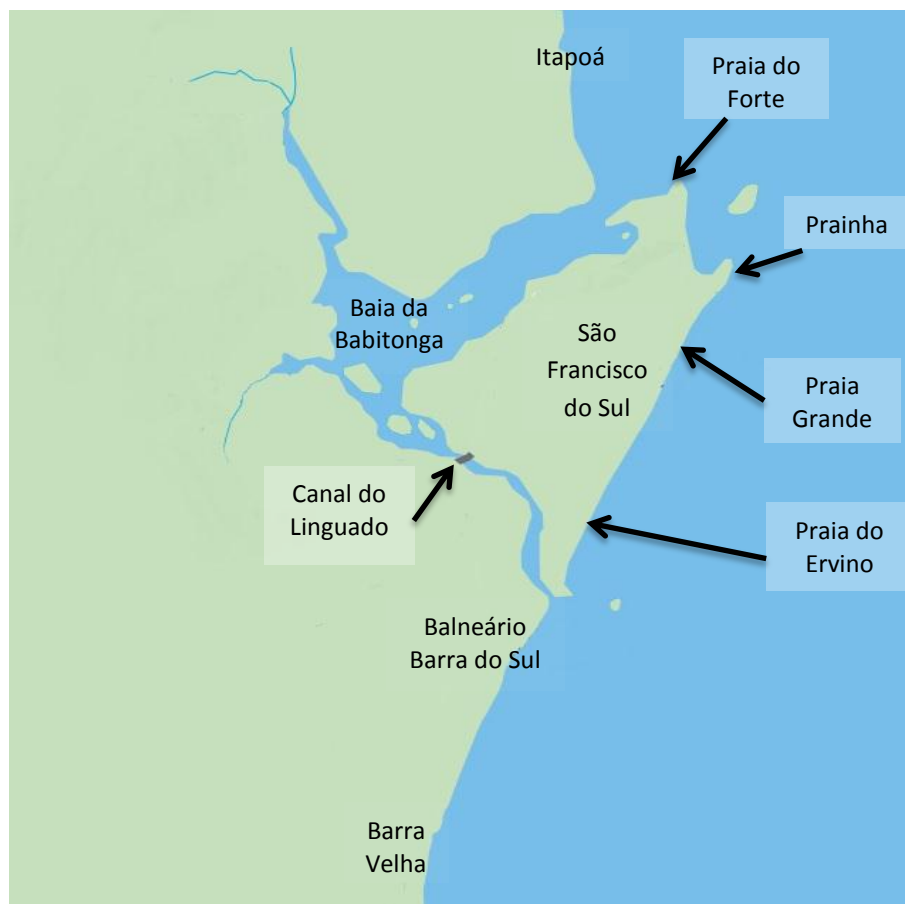 Itapoá
Praia do
Forte
Prainha
Baia da
Babitonga
São
Francisco
do Sul
Praia
Grande
Canal do
Linguado
Praia do
Ervino
Balneário
Barra do Sul
Barra
Velha